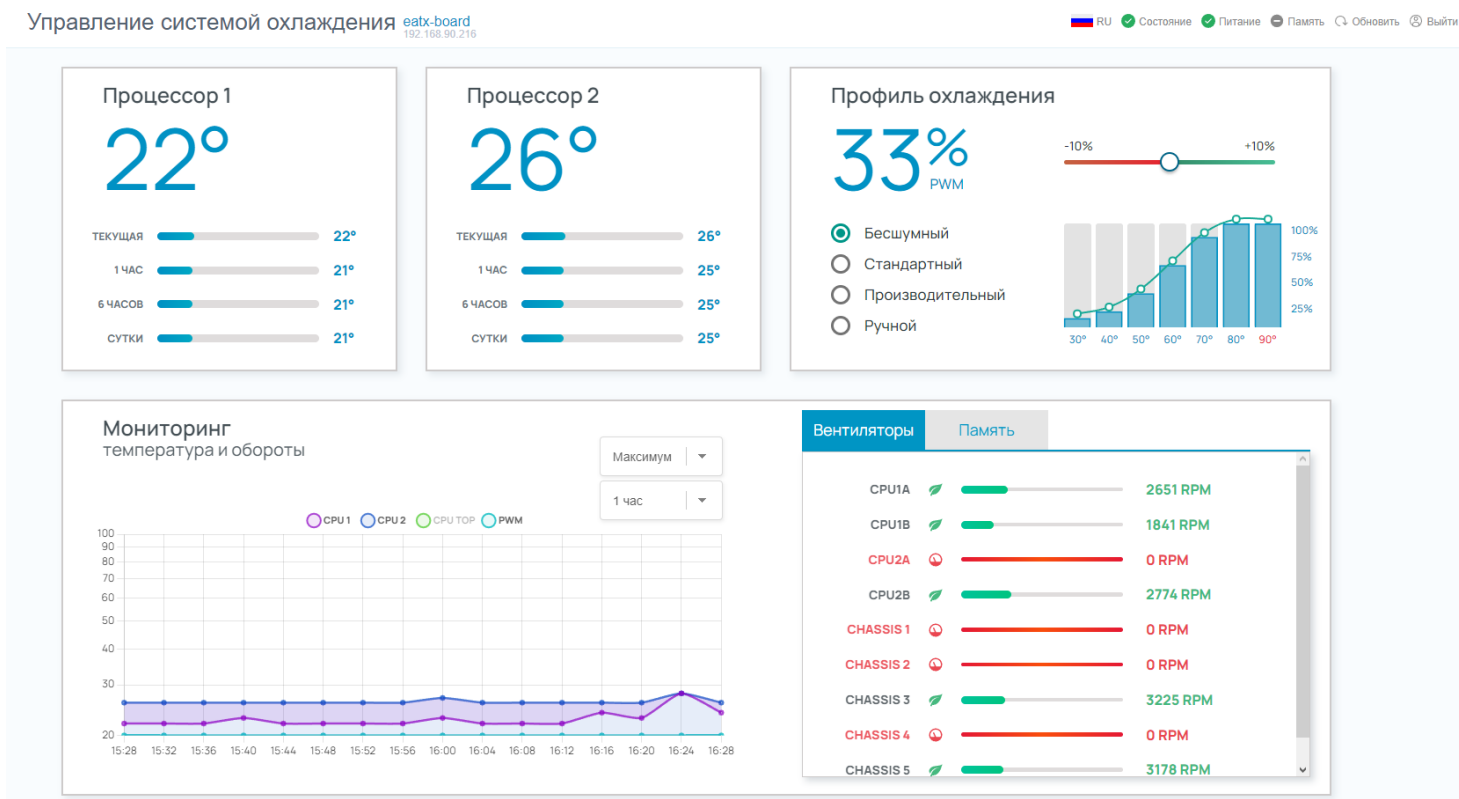 Управление системой охлаждения eatx-board
192.168.90.216
RU Состояние Питание Память Обновить Выйти
Процессор 1
22°
ТЕКУЩАЯ 22°
1 ЧАС 21°
6 ЧАСОВ 21°
СУТКИ 21°
Процессор 2
26°
ТЕКУЩАЯ 26°
1 ЧАС 25°
6 ЧАСОВ 25°
СУТКИ 25°
Профиль охлаждения
33%
PWM
-10% +10%
Бесшумный
Стандартный
Производительный
Ручной
100%
75%
50%
25%
30° 40° 50° 60° 70° 80° 90°
Мониторинг
температура и обороты
Максимум
1 час
CPU 1 CPU 2 CPU TOP PWM
100
90
80
70
60
50
40
30
20
15:28 15:32 15:36 15:40 15:44 15:48 15:52 15:56 16:00 16:04 16:08 16:12 16:16 16:20 16:24 16:28
Вентиляторы Память
CPU1A 2651 RPM
CPU1B 1841 RPM
CPU2A 0 RPM
CPU2B 2774 RPM
CHASSIS 1 0 RPM
CHASSIS 2 0 RPM
CHASSIS 3 3225 RPM
CHASSIS 4 0 RPM
CHASSIS 5 3178 RPM